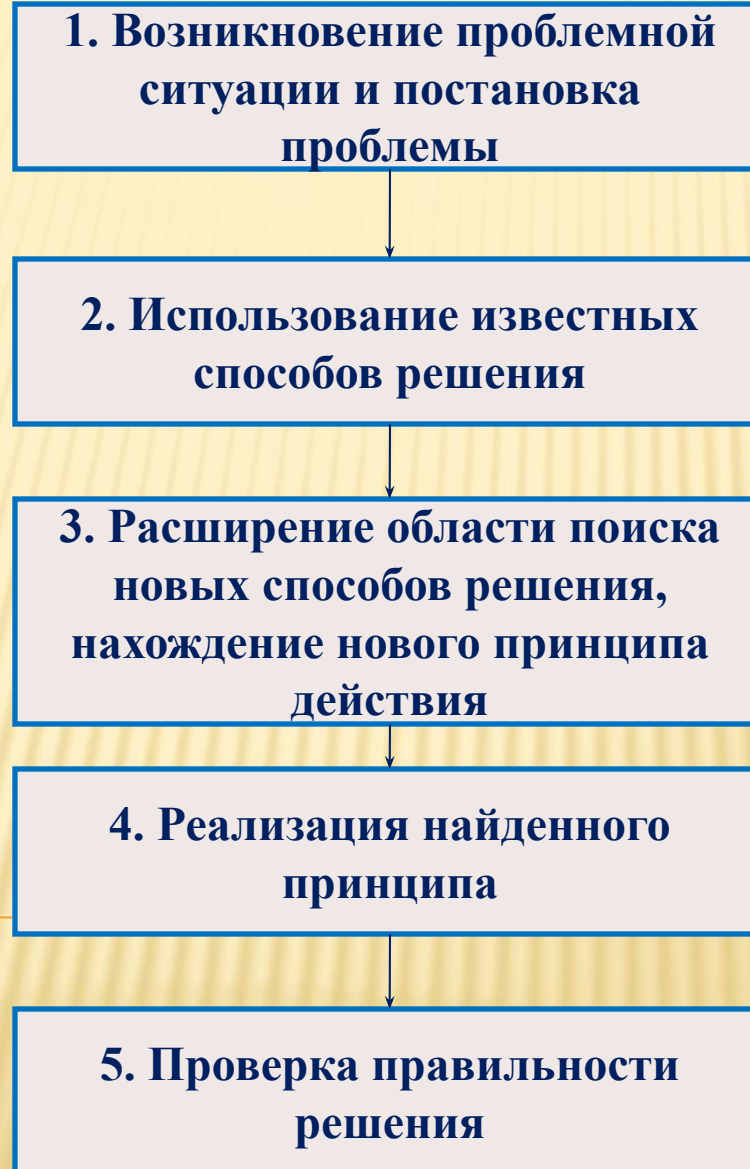 1. Возникновение проблемной
ситуации и постановка
проблемы
2. Использование известных
способов решения
3. Расширение области поиска
новых способов решения,
нахождение нового принципа
действия
4. Реализация найденного
принципа
5. Проверка правильности
решения